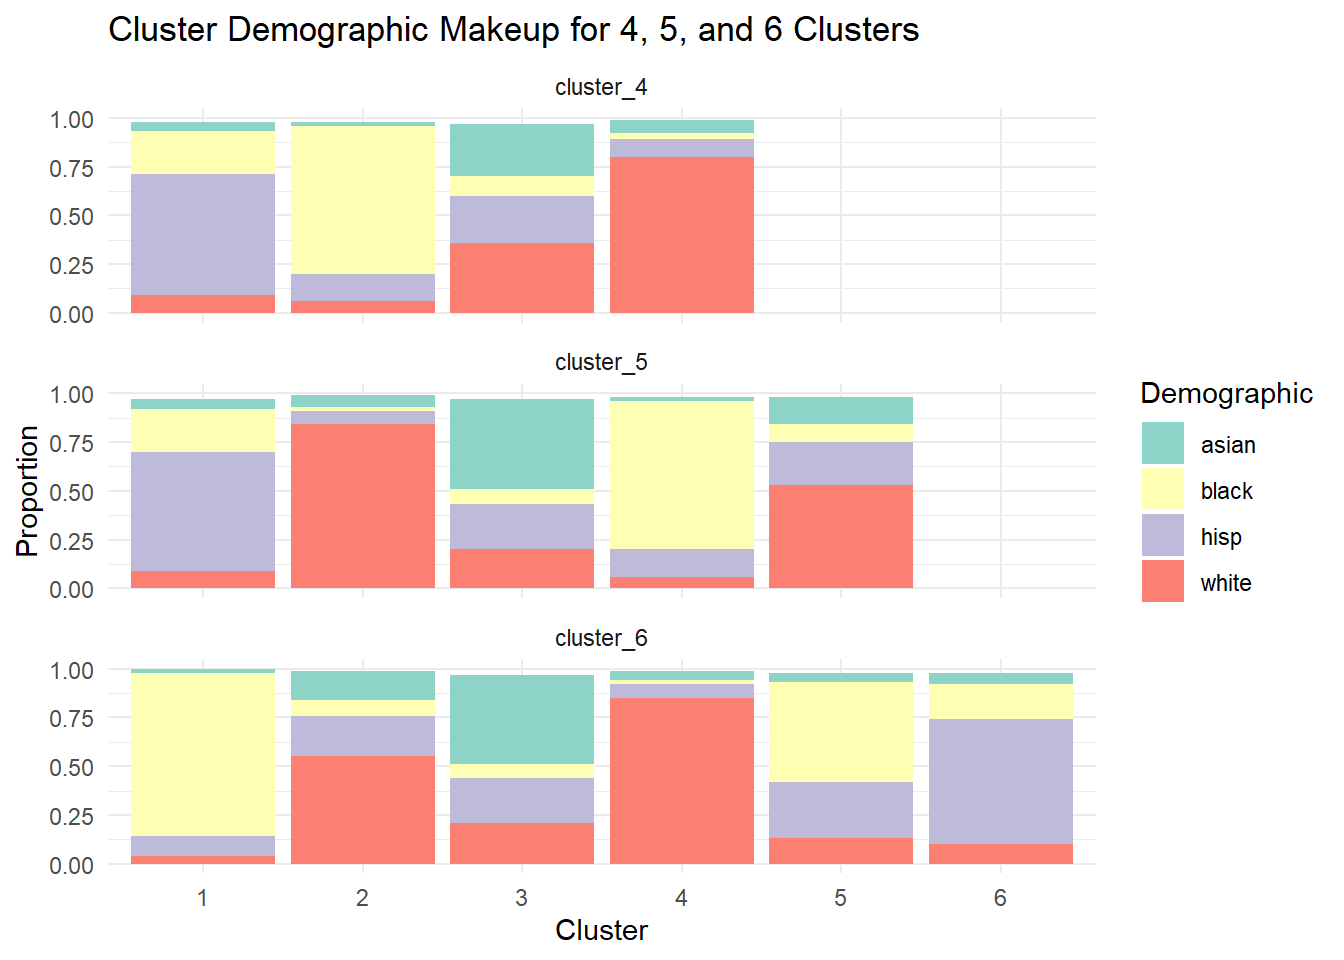 Cluster Demographic Makeup for 4, 5, and 6 Clusters
cluster_4
1.00
0.75
0.50
0.25
0.00
cluster_5
1.00
0.75
0.50
0.25
0.00
cluster_6
1.00
0.75
0.50
0.25
0.00
1 2 3 4 5 6
Cluster
Proportion
Demographic
asian
black
hisp
white